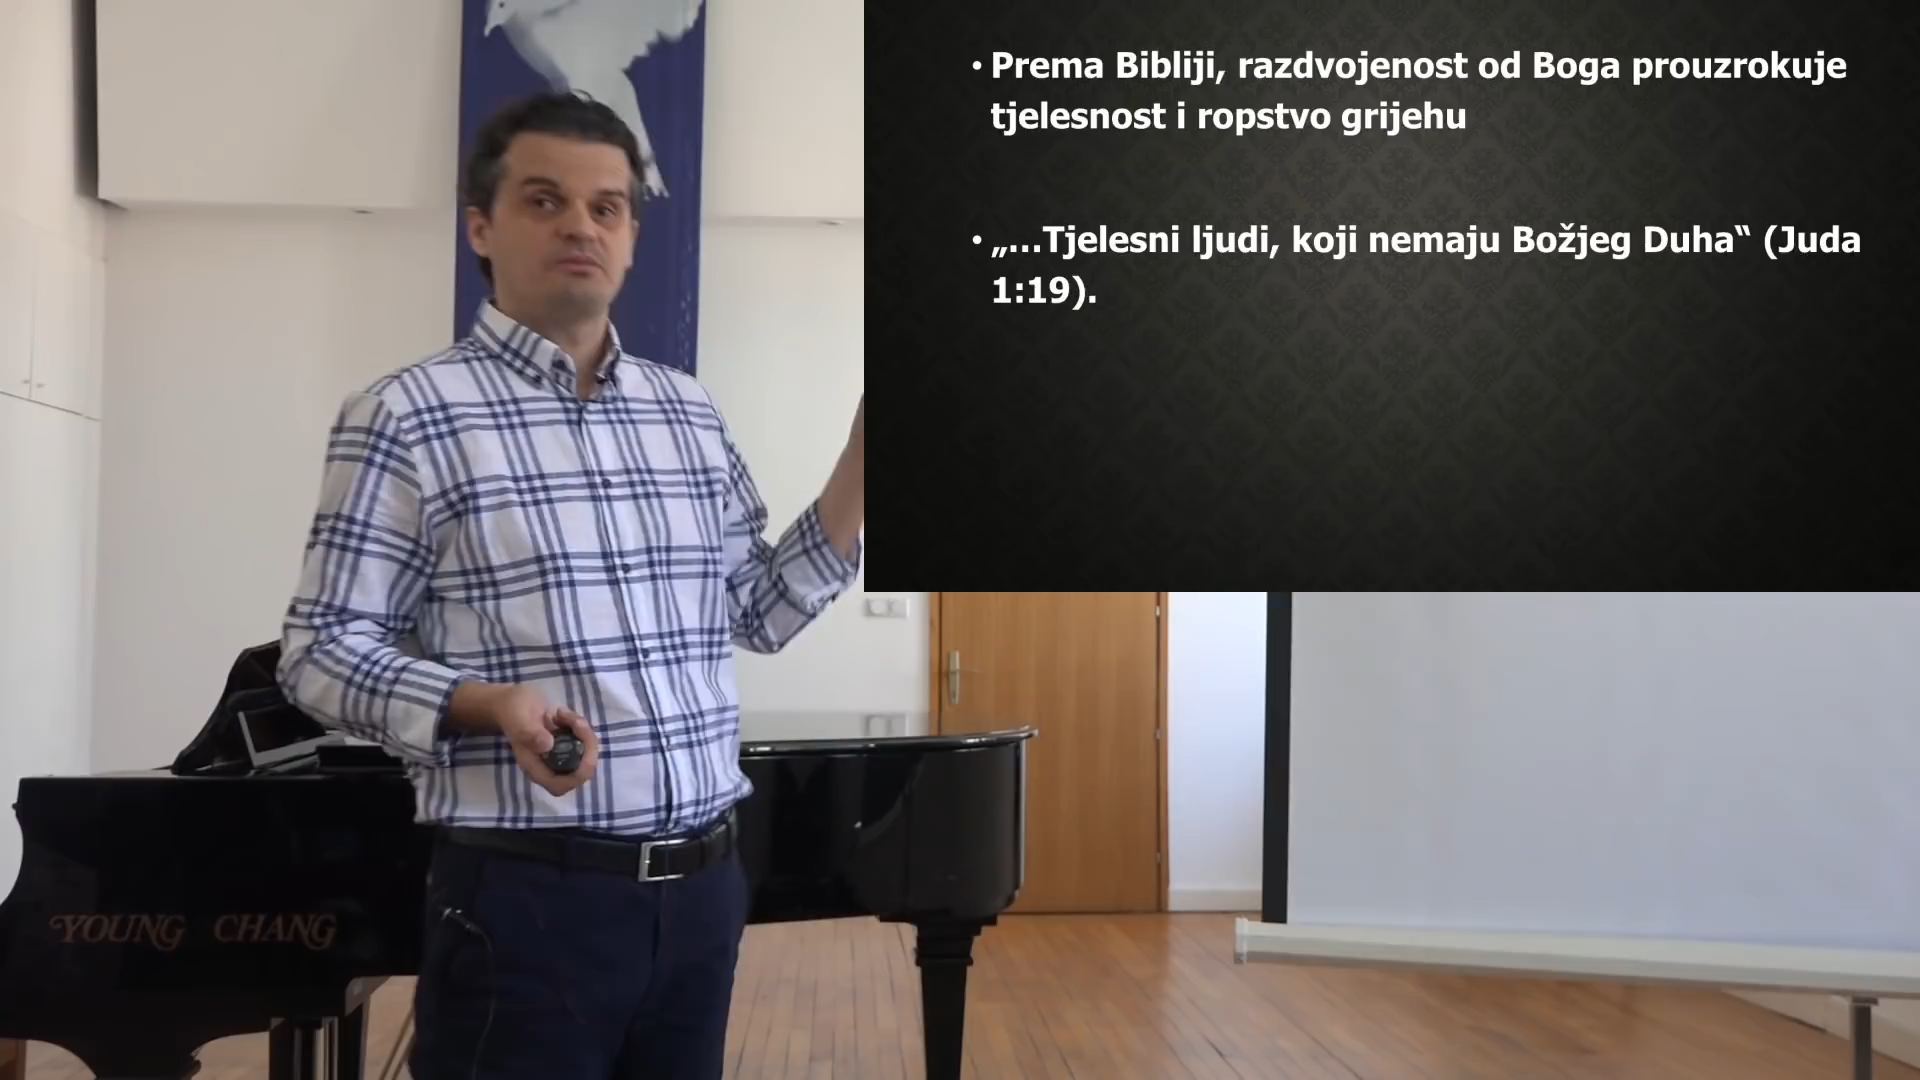 • Prema Bibliji, razdvojenost od Boga prouzrokuje
tjelesnost i ropstvo grijehu
• „…Tjelesni ljudi, koji nemaju Božjeg Duha“ (Juda
1:19).
YOUNG CHANG